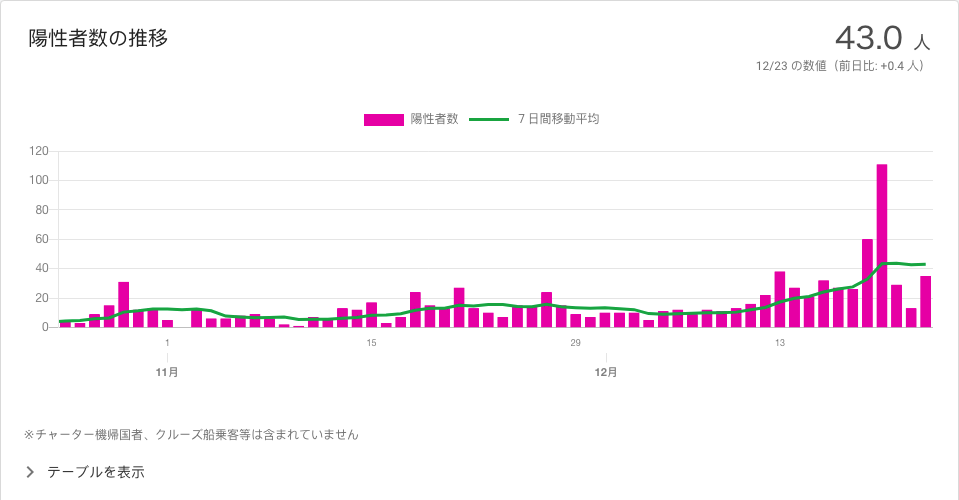 陽性者数の推移
43.0 人
12/23 の数値（前日比: +0.4 人）
陽性者数 7 日間移動平均
120
100
80
60
40
20
0
1 15 29 13
11月 12月
※チャーター機帰国者、クルーズ船乗客等は含まれていません
テーブルを表示